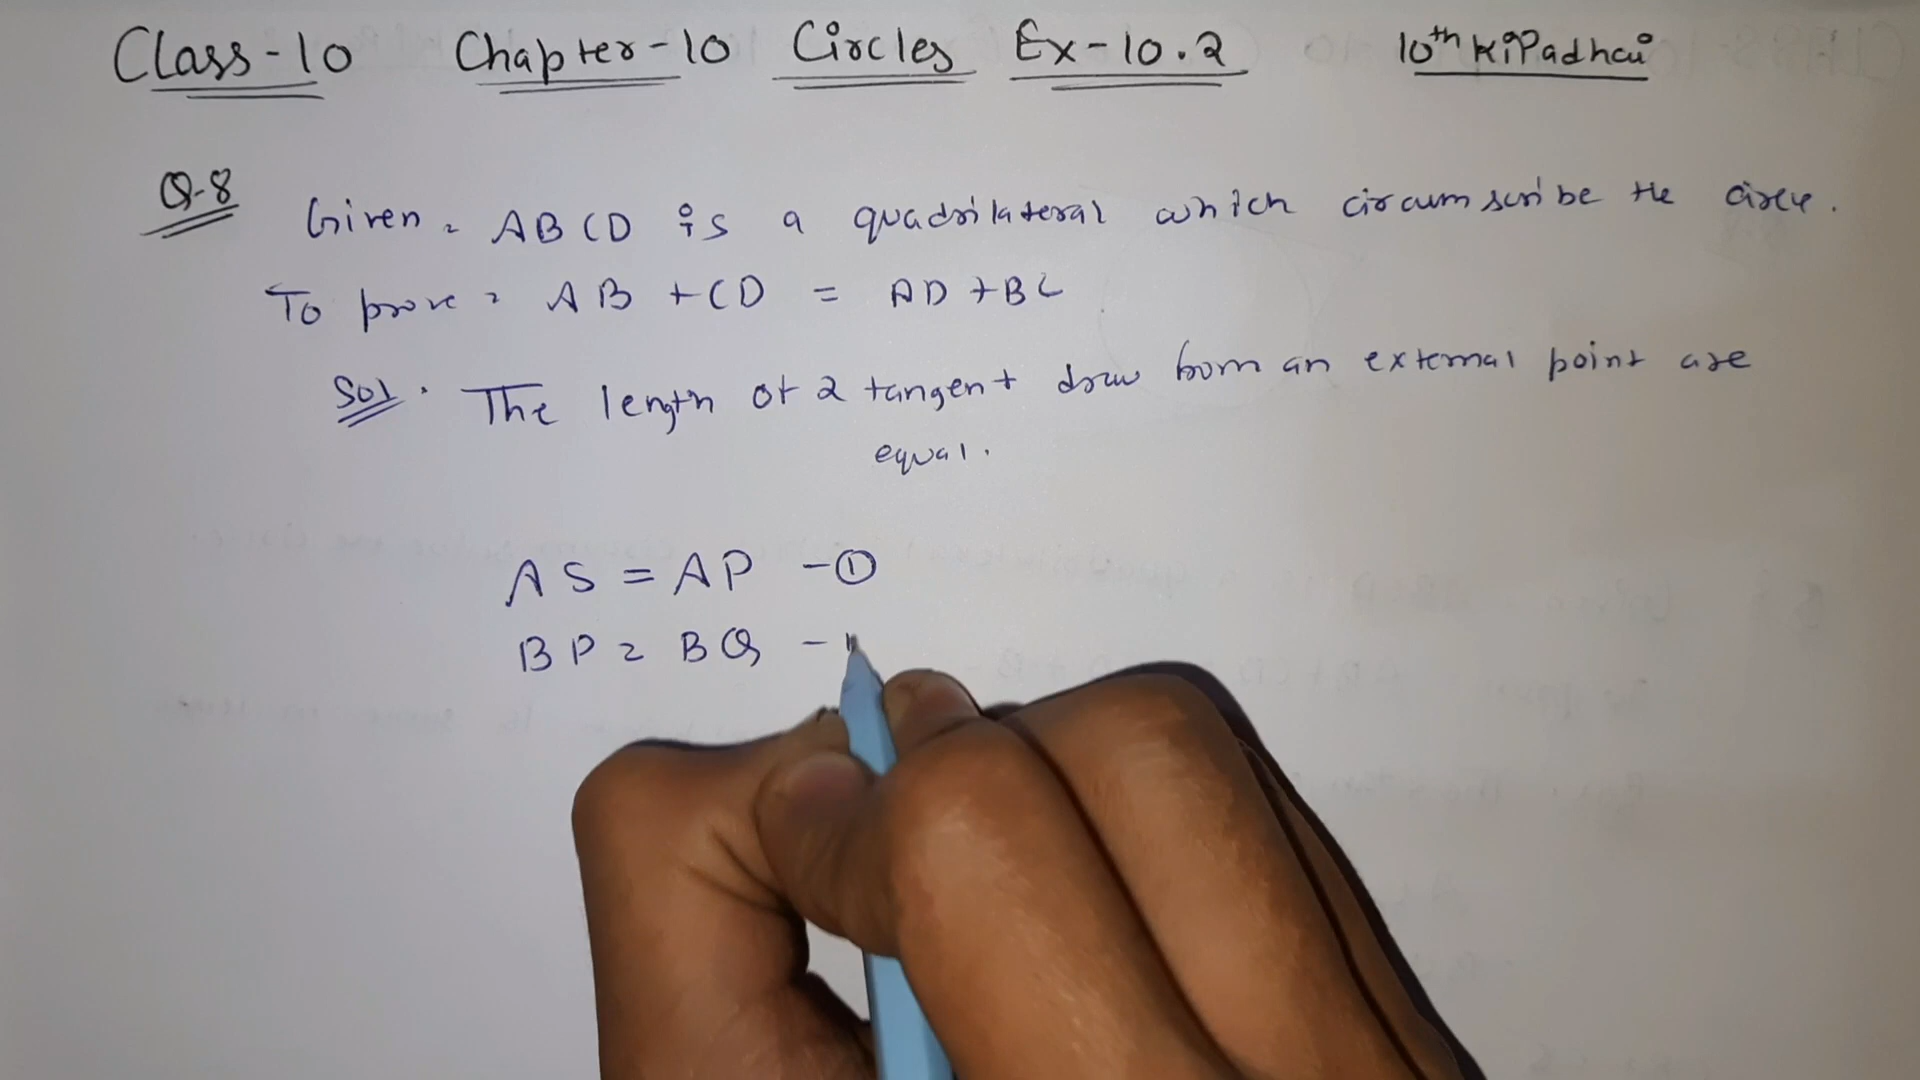 Class-10 Chapter-10 Circles Ex-10.2 10th Ki Padhai
Q-8 Given = ABCD is a quadrilateral which circumscribe the circle.
To prove = AB + CD = AD + BC
Sol. The length of 2 tangent draw from an external point are
equal.
AS = AP - ①
BP = BQ -